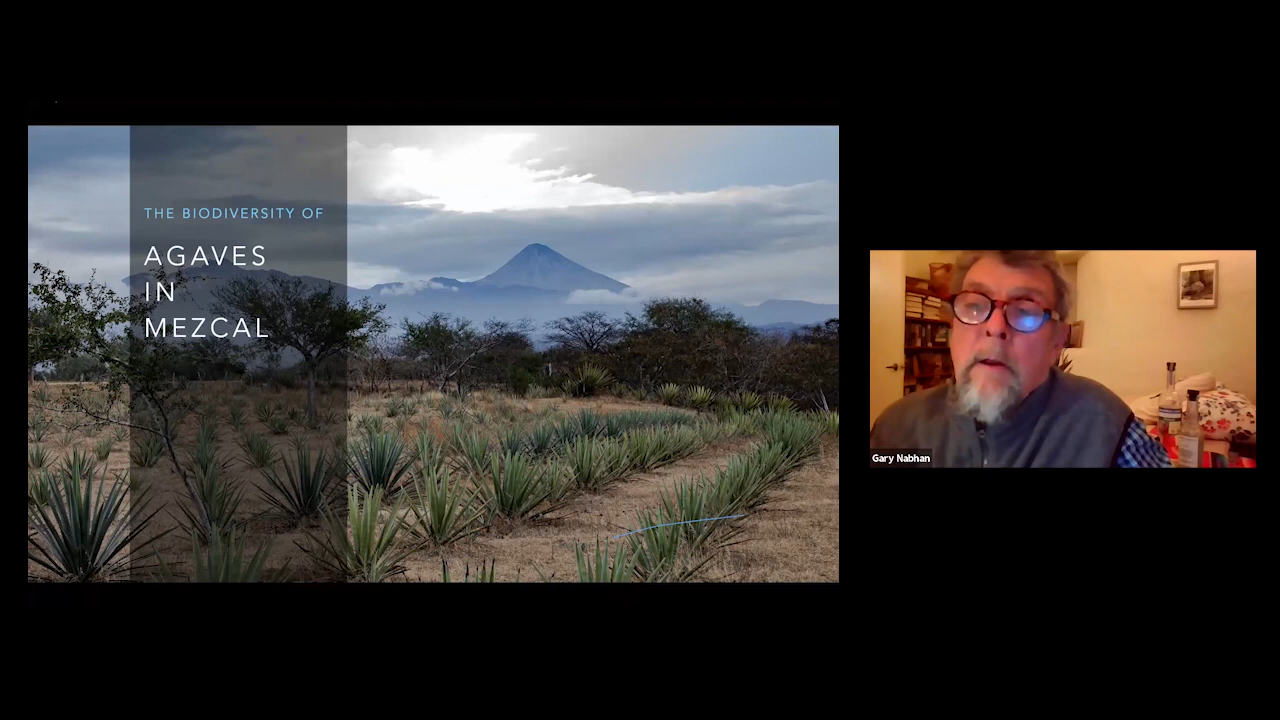 THE BIODIVERSITY OF
AGAVES
IN
MEZCAL
Gary Nabhan